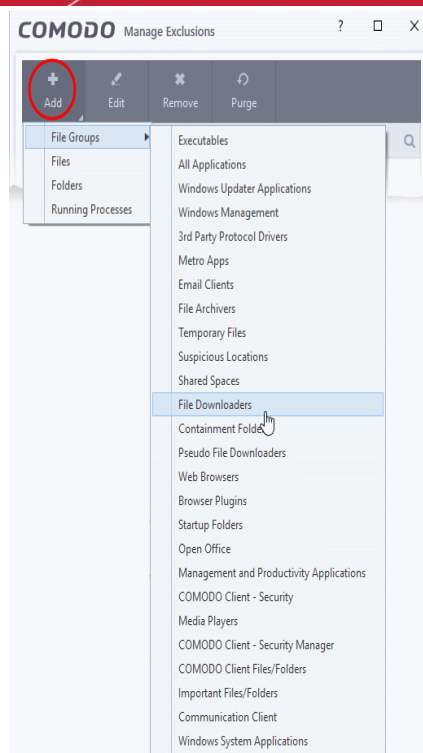 COMODO Manage Exclusions ? X
Add Edit Remove Purge
File Groups
Files
Folders
Running Processes
Executables
All Applications
Windows Updater Applications
Windows Management
3rd Party Protocol Drivers
Metro Apps
Email Clients
File Archivers
Temporary Files
Suspicious Locations
Shared Spaces
File Downloaders
Containment Folde
Pseudo File Downloaders
Web Browsers
Browser Plugins
Startup Folders
Open Office
Management and Productivity Applications
COMODO Client - Security
Media Players
COMODO Client - Security Manager
COMODO Client Files/Folders
Important Files/Folders
Communication Client
Windows System Applications